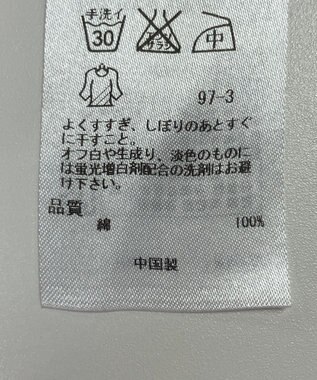 手洗イ
30
サラシ
中
97-3
よくすすぎ、しぼりのあとすぐ
に干すこと。
オフ白や生成り、淡色のものに
は蛍光増白剤配合の洗剤はお避
け下さい。
品質
綿 100%
中国製